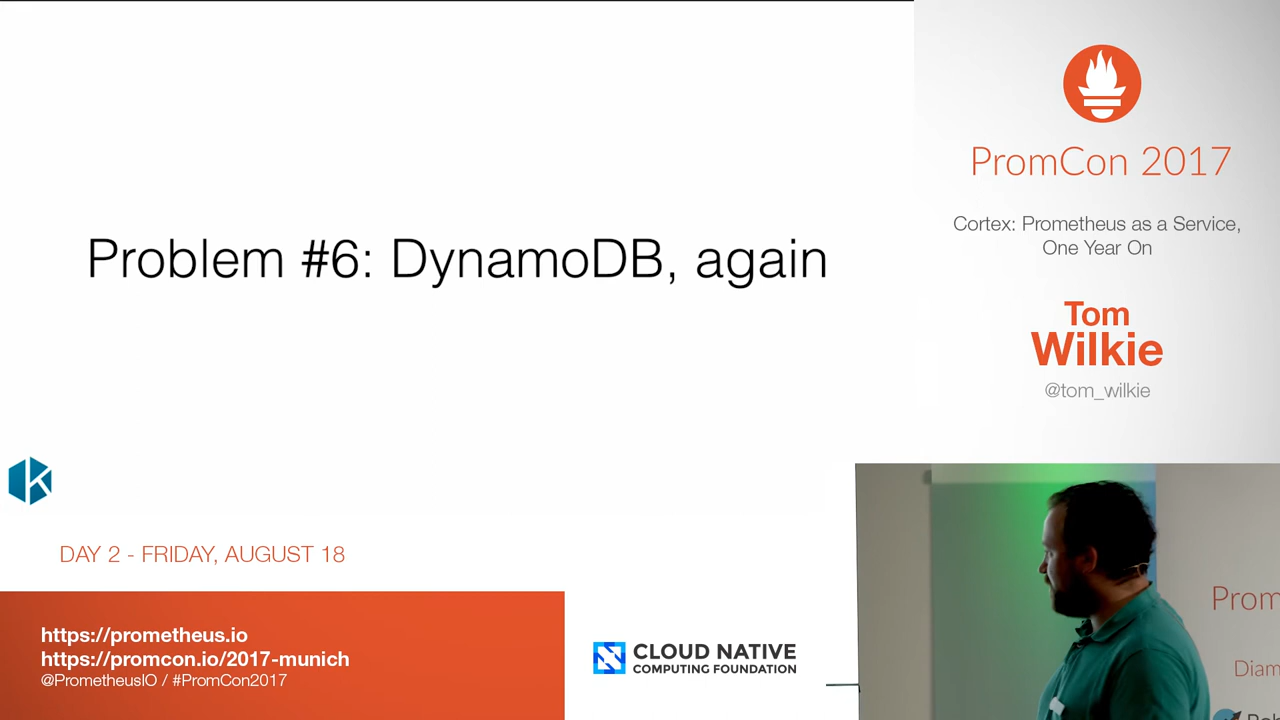 Problem #6: DynamoDB, again
PromCon 2017
Cortex: Prometheus as a Service,
One Year On
Tom
Wilkie
@tom_wilkie
DAY 2 - FRIDAY, AUGUST 18
https://prometheus.io
https://promcon.io/2017-munich
@PrometheusIO / #PromCon2017
CLOUD NATIVE
COMPUTING FOUNDATION
Prom
Diam